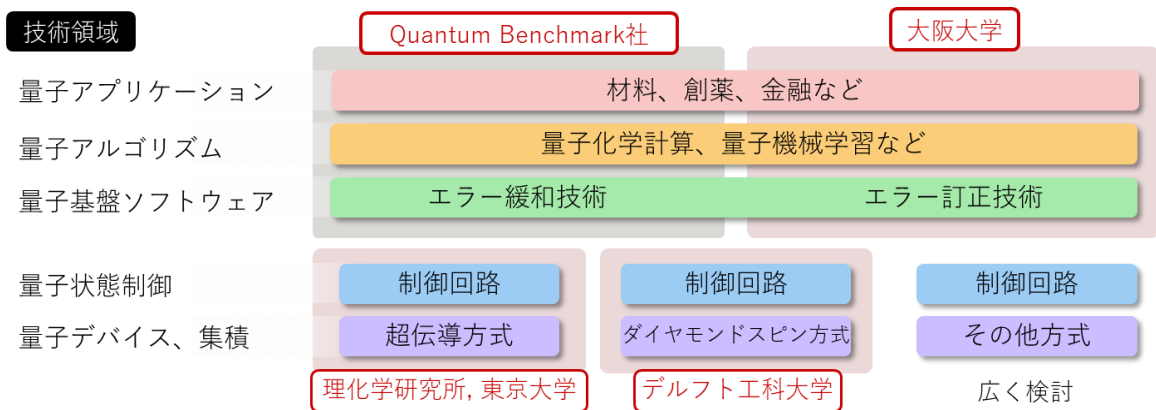 技術領域
Quantum Benchmark社
大阪大学
量子アプリケーション
材料、創薬、金融など
量子アルゴリズム
量子化学計算、量子機械学習など
量子基盤ソフトウェア
エラー緩和技術
エラー訂正技術
量子状態制御
制御回路
制御回路
制御回路
量子デバイス、集積
超伝導方式
ダイヤモンドスピン方式
その他方式
理化学研究所, 東京大学
デルフト工科大学
広く検討